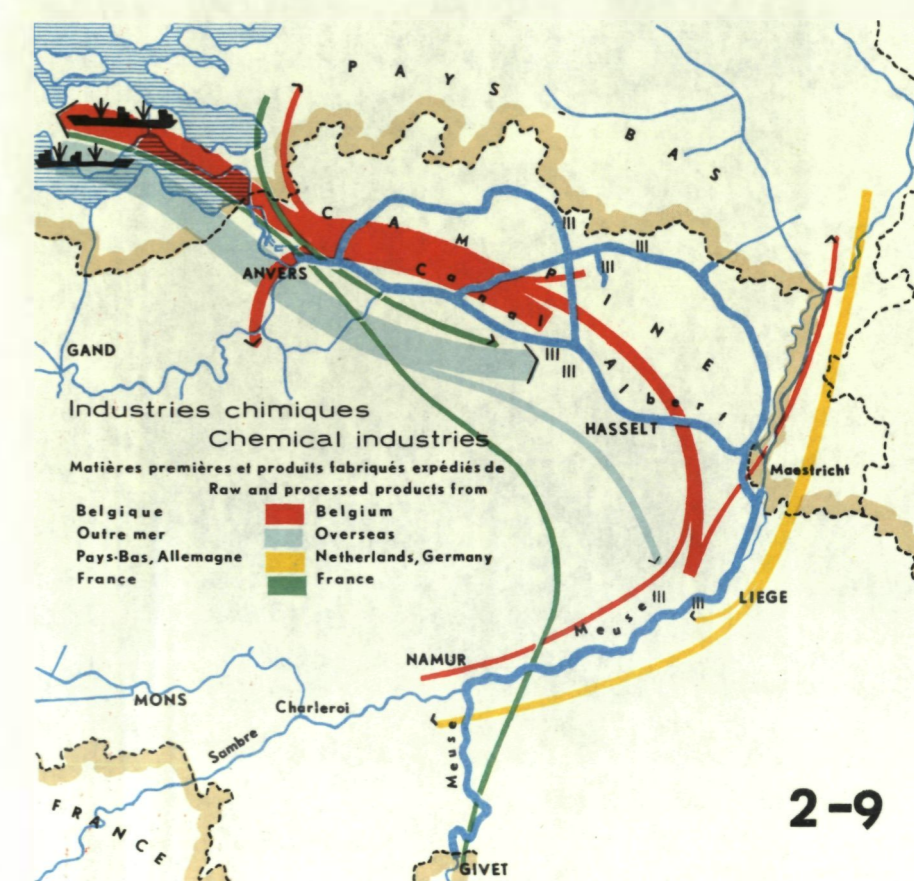 PAYS
BAS
CAMPINE
Canal Albert
ANVERS
GAND
HASSELT
Maestricht
Industries chimiques
Chemical industries
Matières premières et produits fabriqués expédiés de
Raw and processed products from
Belgique Belgium
Outre mer Overseas
Pays-Bas, Allemagne Netherlands, Germany
France France
LIEGE
Meuse
NAMUR
MONS
Charleroi
Sambre
Meuse
FRANCE
2-9
GIVET